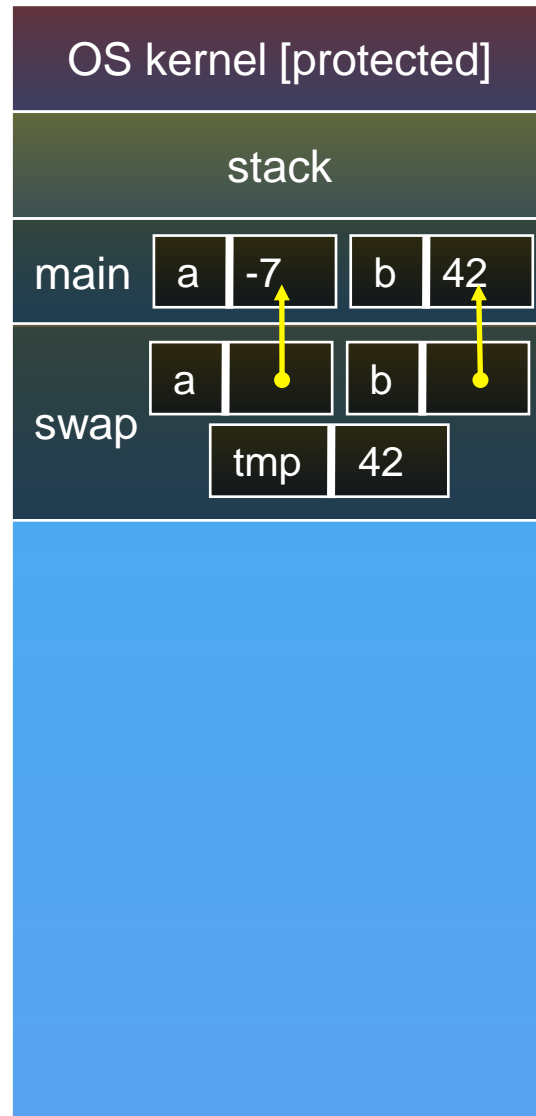 OS kernel [protected]
stack
main a -7 b 42
a b
swap
tmp 42